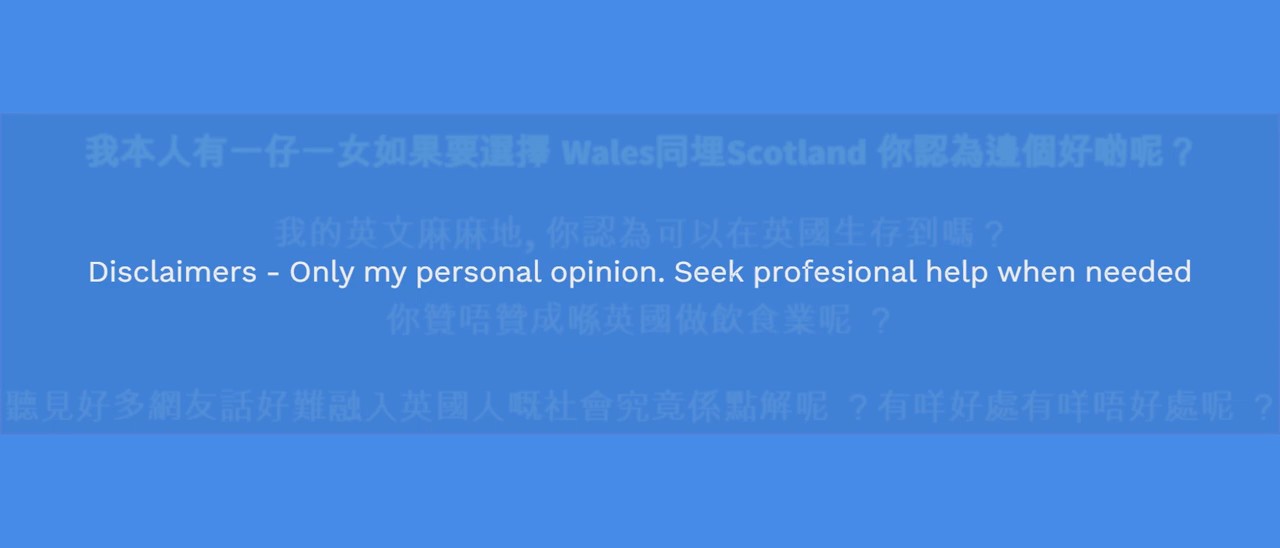 我本人有一仔一女如果要選擇 Wales同埋Scotland 你認為邊個好啲呢？
我的英文麻麻地, 你認為可以在英國生存到嗎？
Disclaimers - Only my personal opinion. Seek profesional help when needed
你贊唔贊成喺英國做飲食業呢 ？
聽見好多網友話好難融入英國人嘅社會究竟係點解呢 ？有咩好處有咩唔好處呢 ？